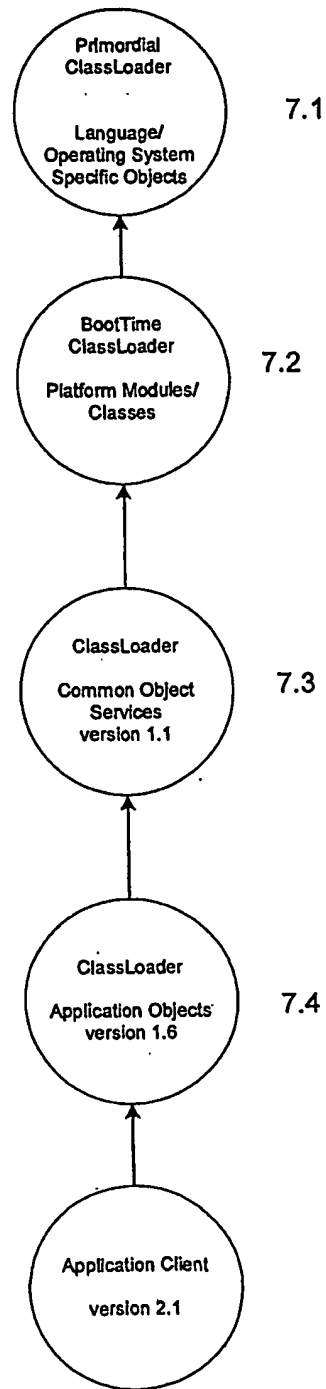 Primordial
ClassLoader
Language/
Operating System
Specific Objects
7.1
BootTime
ClassLoader
Platform Modules/
Classes
7.2
ClassLoader
Common Object
Services
version 1.1
7.3
ClassLoader
Application Objects
version 1.6
7.4
Application Client
version 2.1